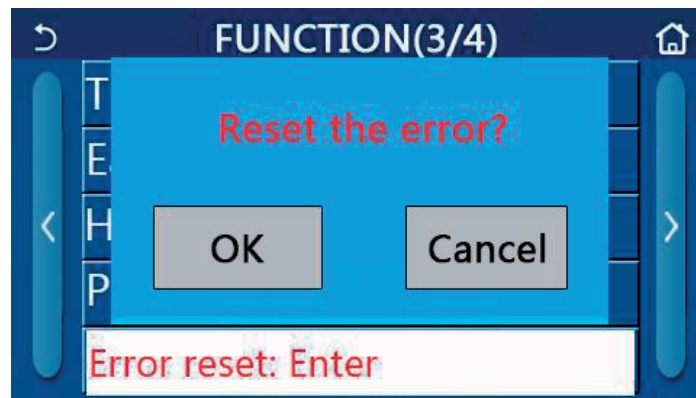 FUNCTION(3/4)
Reset the error?
OK
Cancel
Error reset: Enter